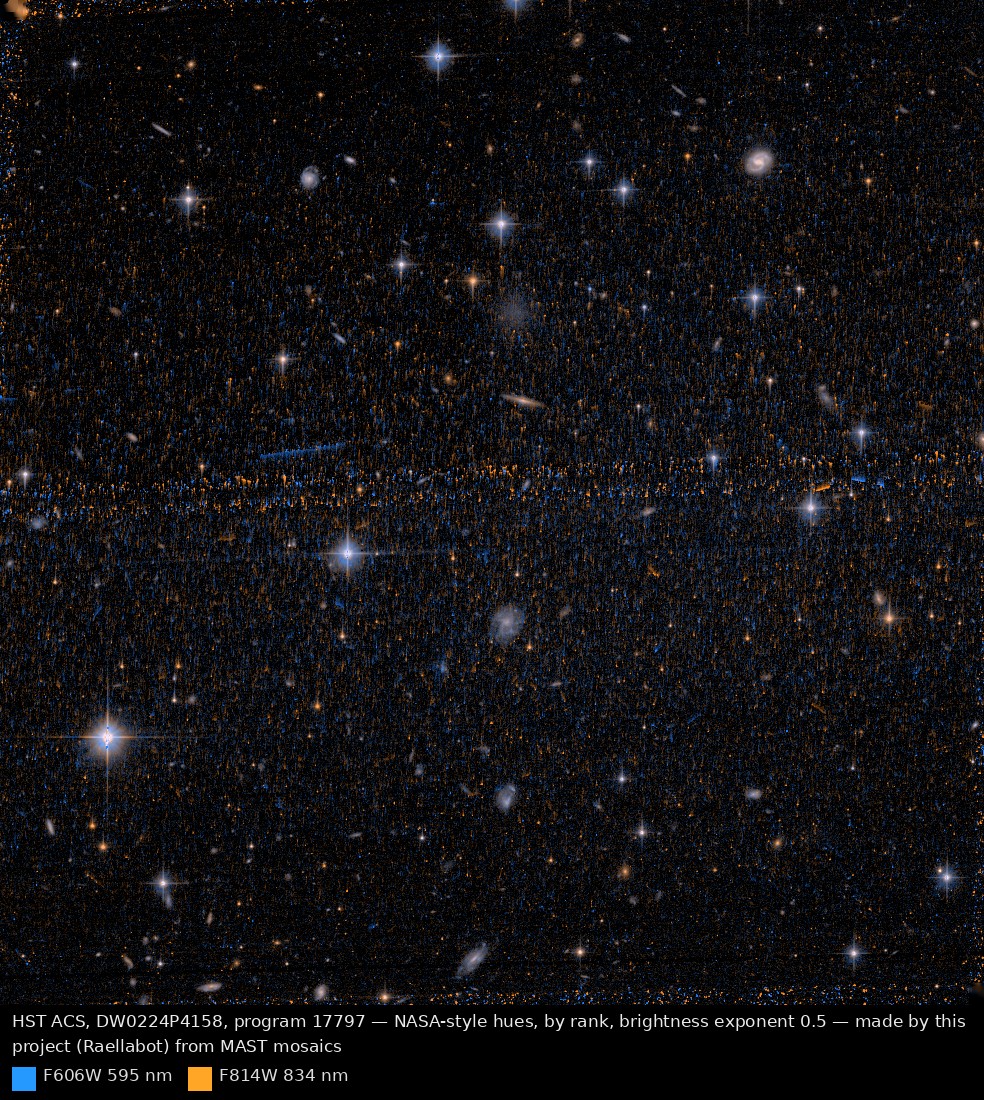 HST ACS, DW0224P4158, program 17797 — NASA-style hues, by rank, brightness exponent 0.5 — made by this
project (Raellabot) from MAST mosaics
F606W 595 nm F814W 834 nm